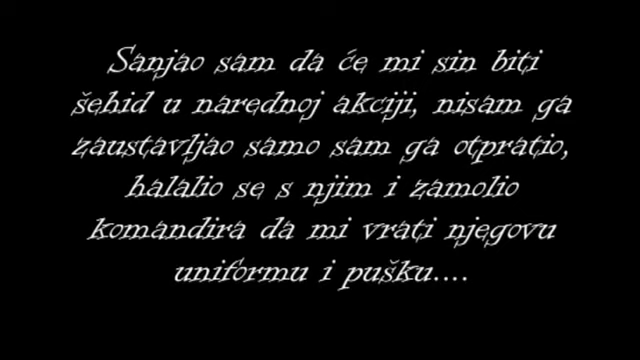 Sanjao sam da će mi sin biti
šehid u narednoj akciji, nisam ga
zaustavljao samo sam ga otpratio,
halalio se s njim i zamolio
komandira da mi vrati njegovu
uniformu i pušku....